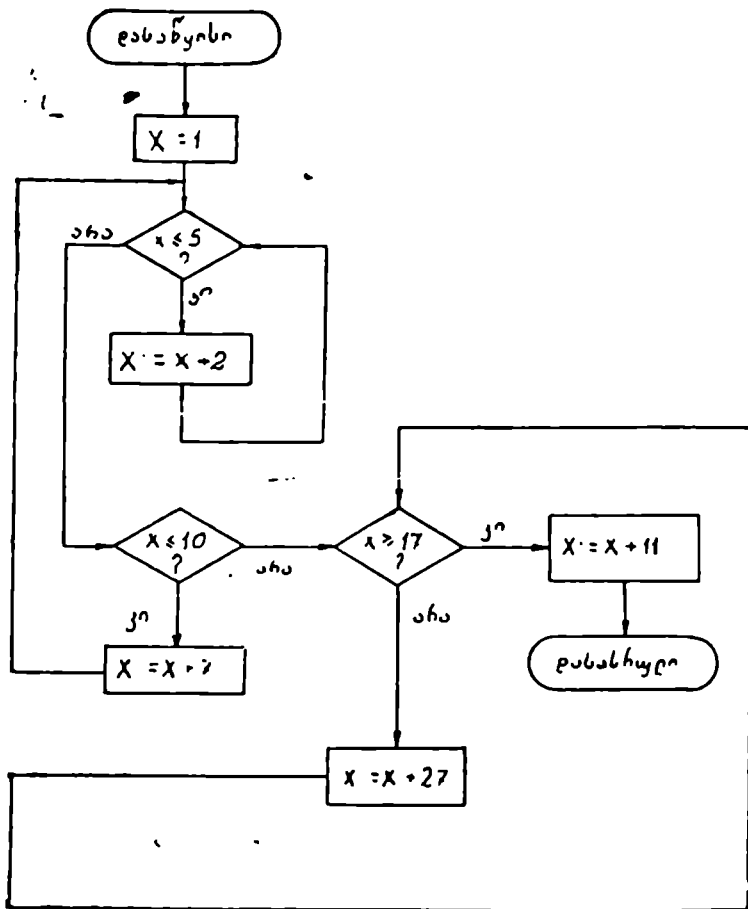 დასაწყისი
X = 1
არა
x ≤ 5
?
კი
X := X + 2
x ≤ 10
?
არა
x ≥ 17
?
კი
X := X + 11
კი
არა
X = X +
დასასრული
X = X + 27